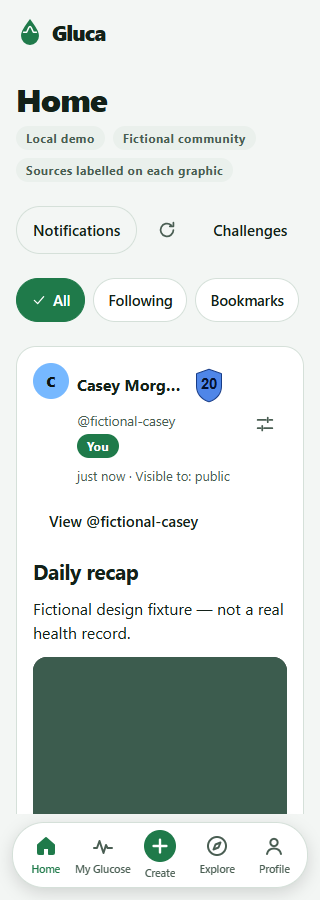 Gluca
Home
Local demo
Fictional community
Sources labelled on each graphic
Notifications
Challenges
All
Following
Bookmarks
C
Casey Morg...
20
@fictional-casey
You
just now · Visible to: public
View @fictional-casey
Daily recap
Fictional design fixture — not a real
health record.
Home
My Glucose
Create
Explore
Profile